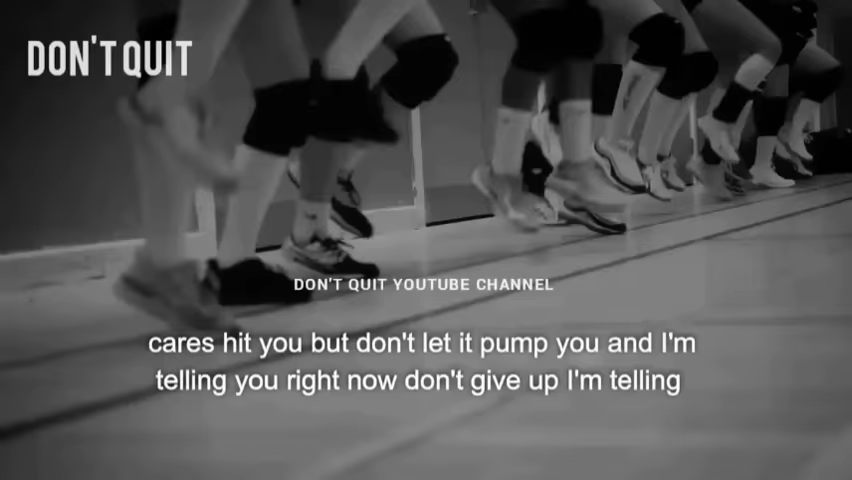 DON'T QUIT
DON'T QUIT YOUTUBE CHANNEL
cares hit you but don't let it pump you and I'm
telling you right now don't give up I'm telling